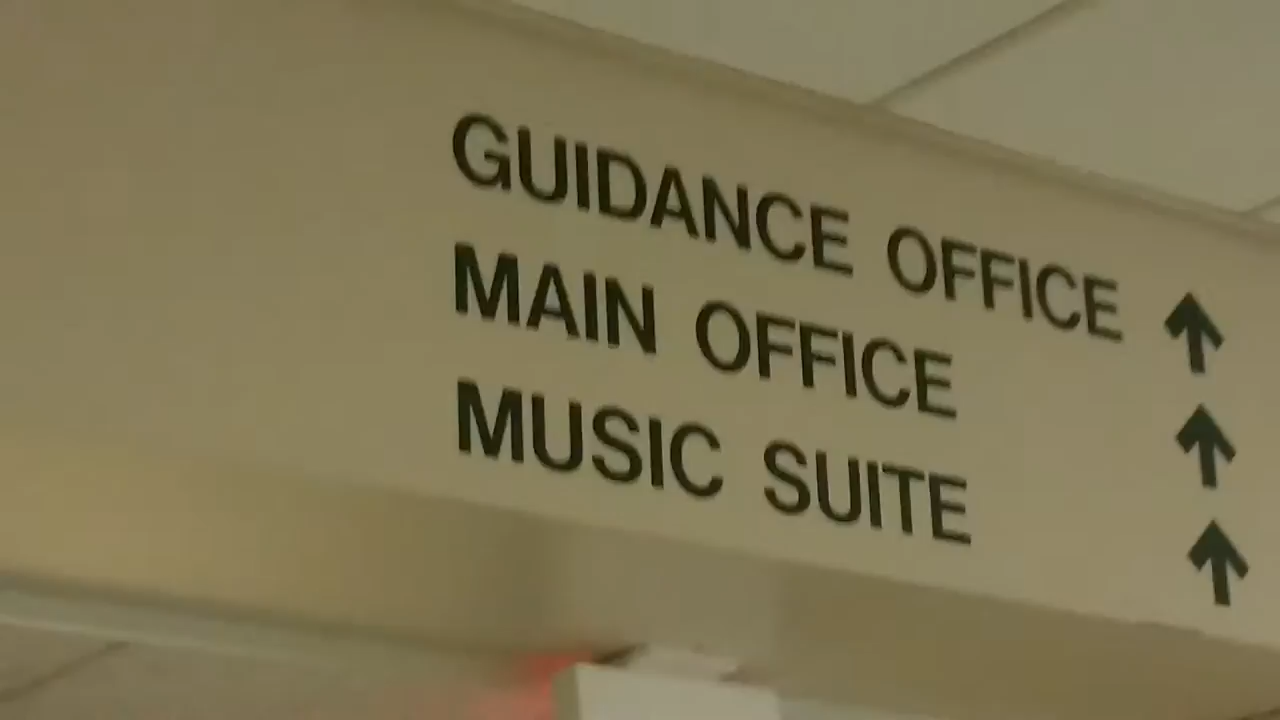 GUIDANCE OFFICE ↑
MAIN OFFICE ↑
MUSIC SUITE ↑